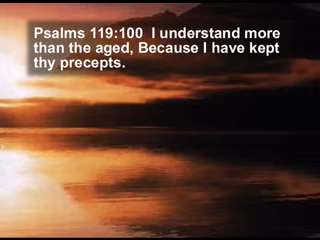 Psalms 119:100  I understand more
than the aged, Because I have kept
thy precepts.